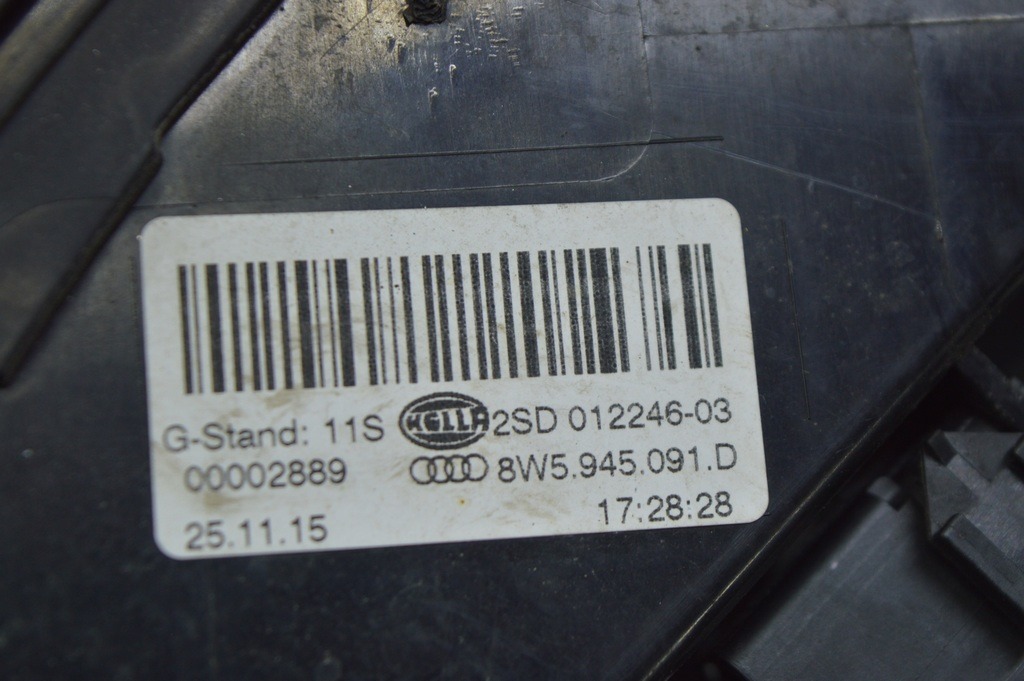 G-Stand: 11S HELLA 2SD 012246-03
00002889 8W5.945.091.D
25.11.15 17:28:28